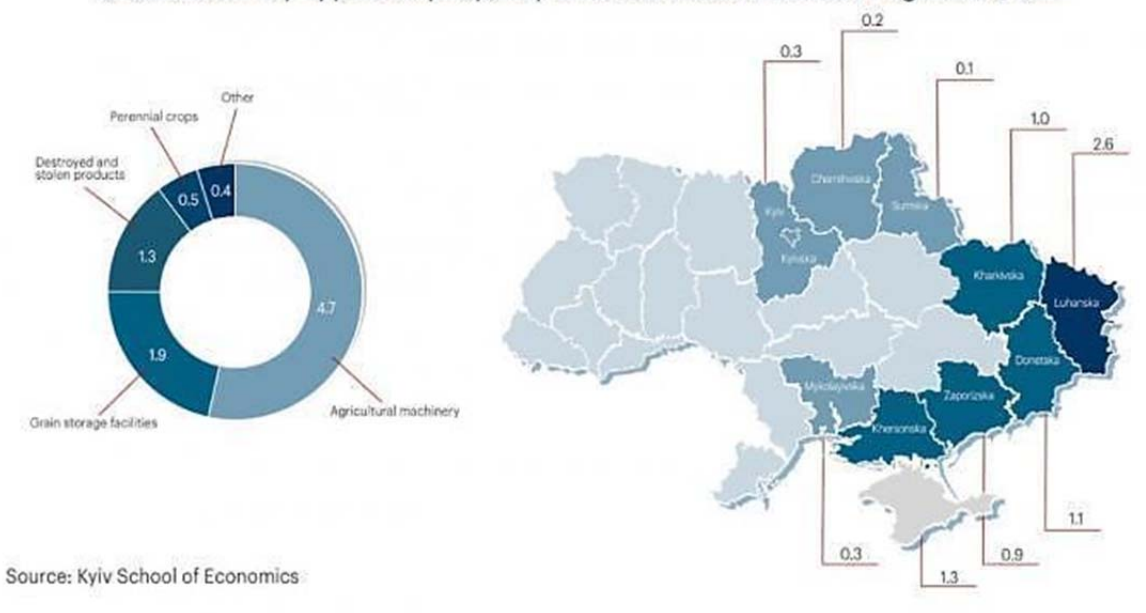 0.2
0.3
0.1
1.0
2.6
Other
Perennial crops
Destroyed and
stolen products
0.5
0.4
1.3
4.7
1.9
Agricultural machinery
Grain storage facilities
Chernihivska
Kyiv
Sumska
Kyivska
Kharkivska
Luhanska
Donetska
Mykolayivska
Zaporizska
Khersonska
1.1
0.3
0.9
1.3
Source: Kyiv School of Economics